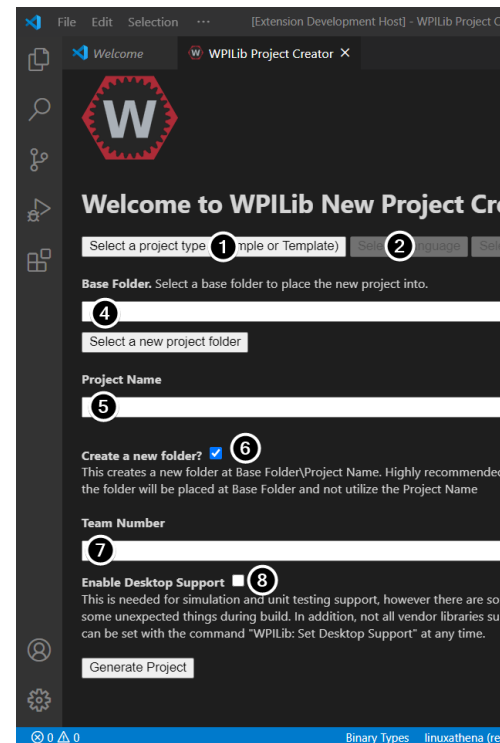 File Edit Selection ··· [Extension Development Host] - WPILib Project C
Welcome WPILib Project Creator
W
Welcome to WPILib New Project Cre
Select a project type 1 mple or Template) Sele 2 nguage Sele
Base Folder. Select a base folder to place the new project into.
4
Select a new project folder
Project Name
5
Create a new folder? 6
This creates a new folder at Base Folder\Project Name. Highly recommended
the folder will be placed at Base Folder and not utilize the Project Name
Team Number
7
Enable Desktop Support 8
This is needed for simulation and unit testing support, however there are so
some unexpected things during build. In addition, not all vendor libraries su
can be set with the command "WPILib: Set Desktop Support" at any time.
Generate Project
0 0 Binary Types linuxathena (re